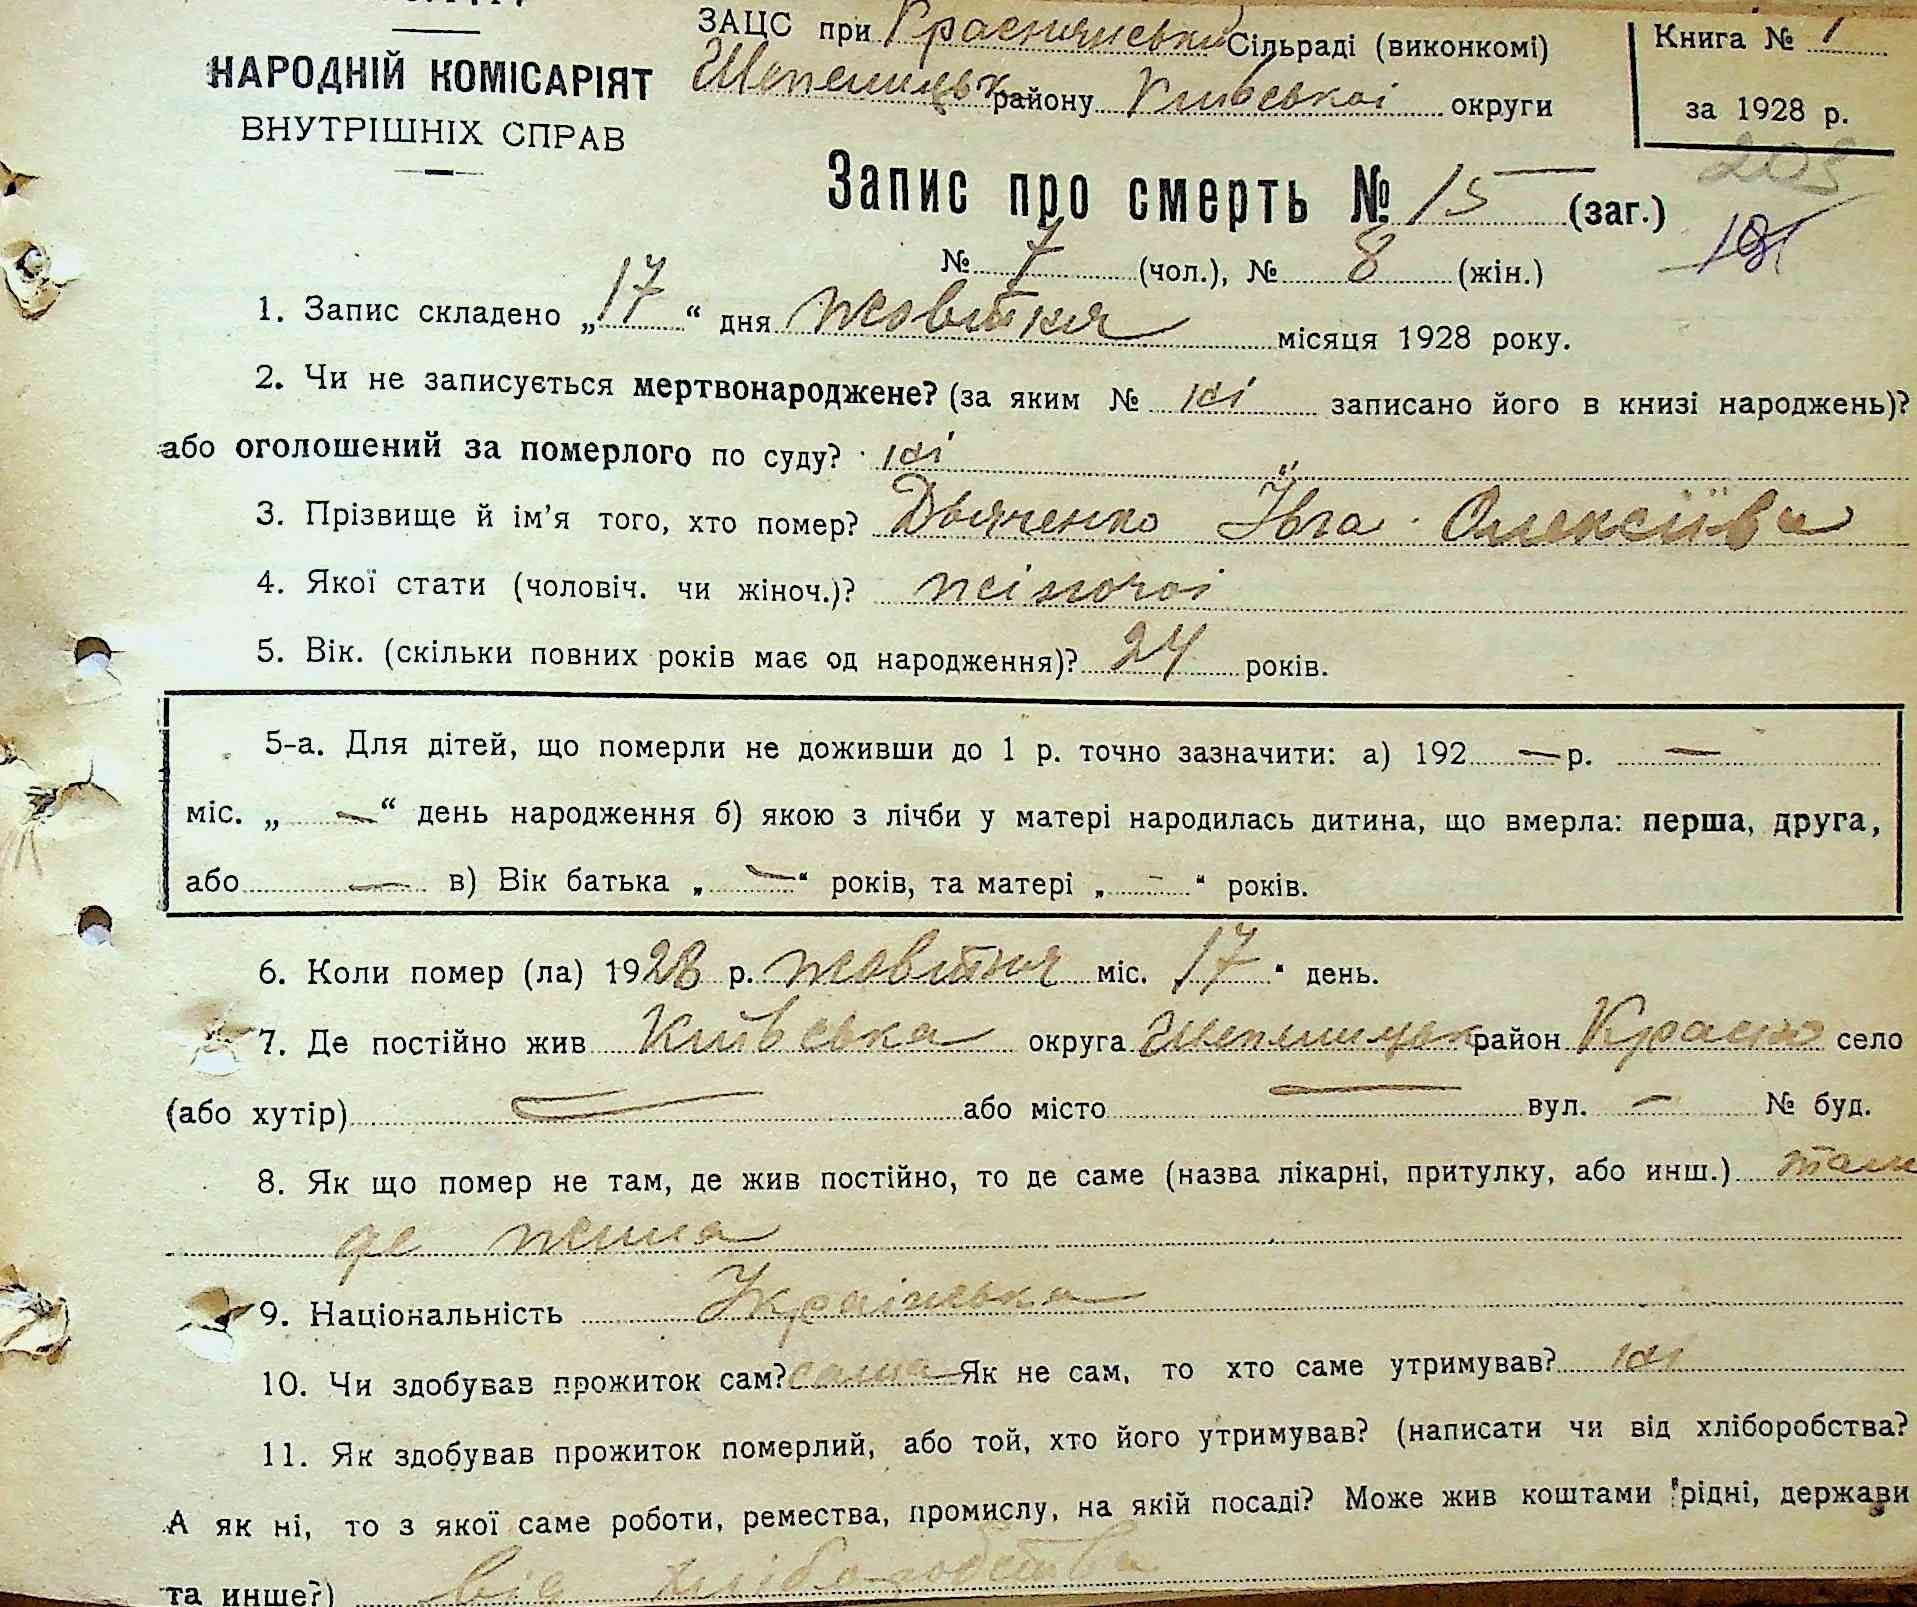 ЗАЦС при Краснянській Сільраді (виконкомі)
Книга № 1
НАРОДНІЙ КОМІСАРІЯТ
Шепелицьк району Київської округи
за 1928 р.
ВНУТРІШНІХ СПРАВ
205
Запис про смерть № 15 (заг.)
№ 7 (чол.), № 8 (жін.)
1. Запис складено „17“ дня жовтня місяця 1928 року.
2. Чи не записується мертвонароджене? (за яким № ні записано його в книзі народжень)?
або оголошений за померлого по суду? ні
3. Прізвище й ім’я того, хто помер? Дьяченко Ївга Олексіївна
4. Якої стати (чоловіч. чи жіноч.)? жіночої
5. Вік. (скільки повних років має од народження)? 24 років.
5-а. Для дітей, що померли не доживши до 1 р. точно зазначити: а) 192 — р. —
міс. „ — “ день народження б) якою з лічби у матері народилась дитина, що вмерла: перша, друга,
або — в) Вік батька „ — “ років, та матері „ - “ років.
6. Коли помер (ла) 1928 р. жовтня міс. 17 “ день.
7. Де постійно жив Київська округа Шепелицьк район Красно село
(або хутір) — або місто — вул. — № буд.
8. Як що помер не там, де жив постійно, то де саме (назва лікарні, притулку, або инш.) там
де жила
9. Національність Українська
10. Чи здобував прожиток сам? сама Як не сам, то хто саме утримував? ні
11. Як здобував прожиток померлий, або той, хто його утримував? (написати чи від хліборобства?
А як ні, то з якої саме роботи, ремества, промислу, на якій посаді? Може жив коштами рідні, держави
та инше?) від хліборобства